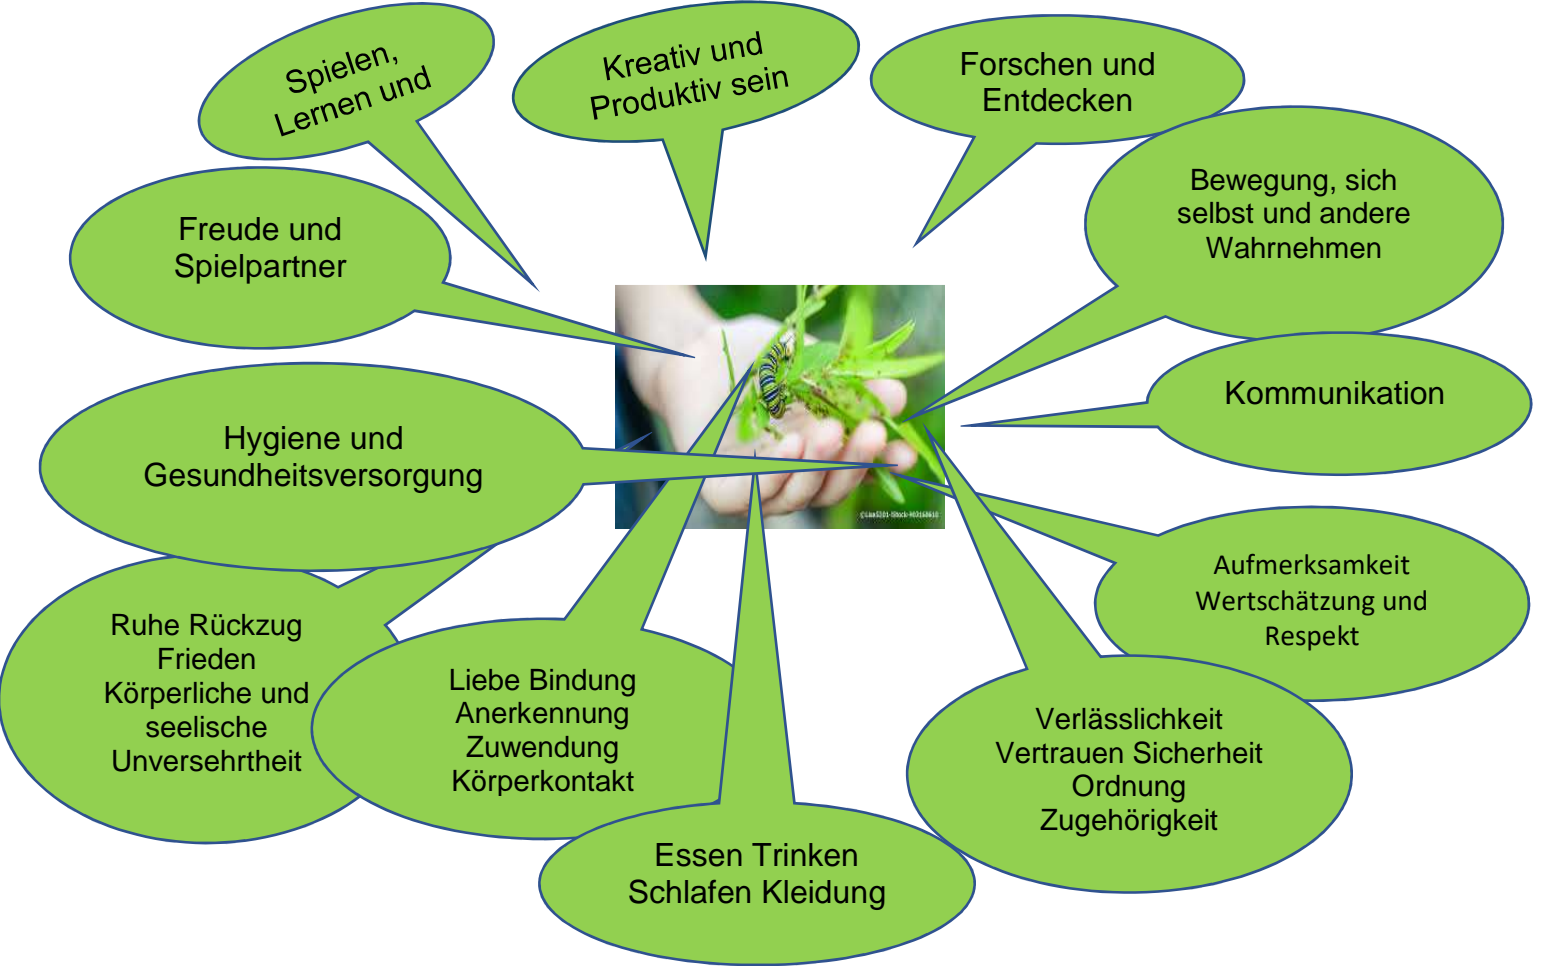 Spielen,
Lernen und
Kreativ und
Produktiv sein
Forschen und
Entdecken
Bewegung, sich
selbst und andere
Wahrnehmen
Freude und
Spielpartner
Kommunikation
Hygiene und
Gesundheitsversorgung
Aufmerksamkeit
Wertschätzung und
Respekt
Ruhe Rückzug
Frieden
Körperliche und
seelische
Unversehrtheit
Liebe Bindung
Anerkennung
Zuwendung
Körperkontakt
Verlässlichkeit
Vertrauen Sicherheit
Ordnung
Zugehörigkeit
Essen Trinken
Schlafen Kleidung